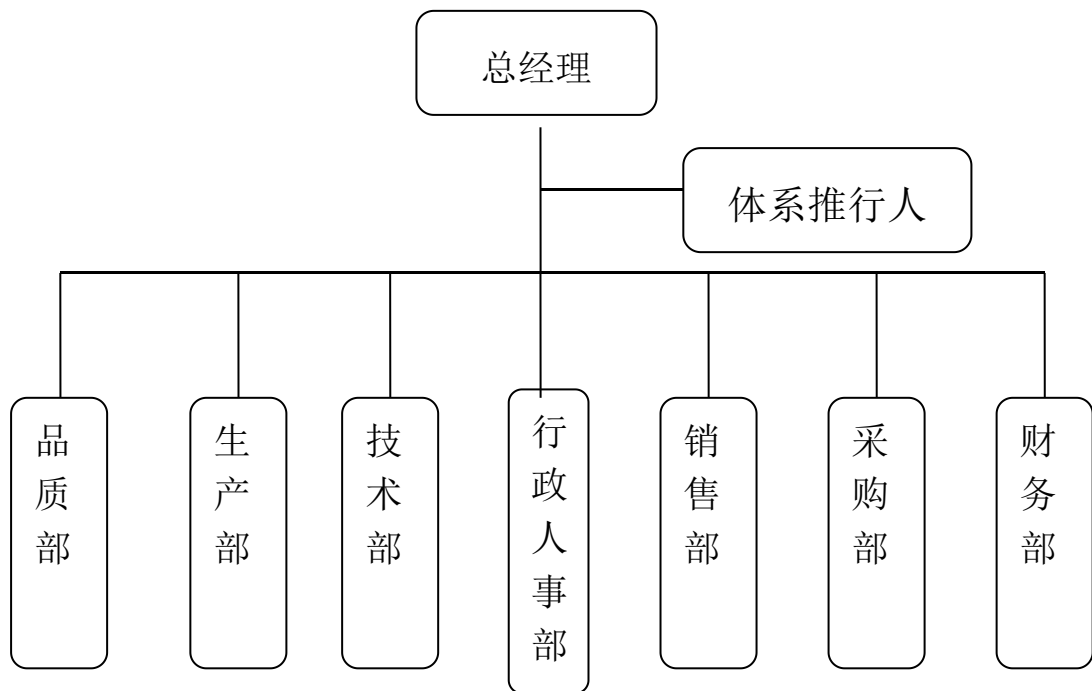 总经理
体系推行人
品质部
生产部
技术部
行政人事部
销售部
采购部
财务部